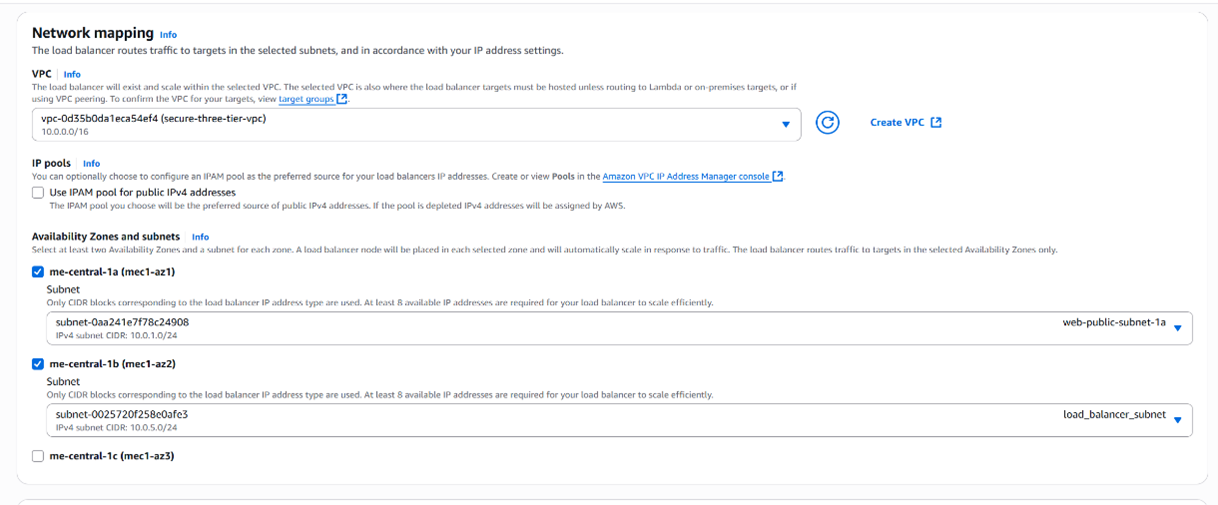 Network mapping Info
The load balancer routes traffic to targets in the selected subnets, and in accordance with your IP address settings.
VPC Info
The load balancer will exist and scale within the selected VPC. The selected VPC is also where the load balancer targets must be hosted unless routing to Lambda or on-premises targets, or if
using VPC peering. To confirm the VPC for your targets, view target groups.
vpc-0d35b0da1eca54ef4 (secure-three-tier-vpc)
10.0.0.0/16
Create VPC
IP pools Info
You can optionally choose to configure an IPAM pool as the preferred source for your load balancers IP addresses. Create or view Pools in the Amazon VPC IP Address Manager console.
Use IPAM pool for public IPv4 addresses
The IPAM pool you choose will be the preferred source of public IPv4 addresses. If the pool is depleted IPv4 addresses will be assigned by AWS.
Availability Zones and subnets Info
Select at least two Availability Zones and a subnet for each zone. A load balancer node will be placed in each selected zone and will automatically scale in response to traffic. The load balancer routes traffic to targets in the selected Availability Zones only.
me-central-1a (mec1-az1)
Subnet
Only CIDR blocks corresponding to the load balancer IP address type are used. At least 8 available IP addresses are required for your load balancer to scale efficiently.
subnet-0aa241e7f78c24908 web-public-subnet-1a
IPv4 subnet CIDR: 10.0.1.0/24
me-central-1b (mec1-az2)
Subnet
Only CIDR blocks corresponding to the load balancer IP address type are used. At least 8 available IP addresses are required for your load balancer to scale efficiently.
subnet-0025720f258e0afe3 load_balancer_subnet
IPv4 subnet CIDR: 10.0.5.0/24
me-central-1c (mec1-az3)